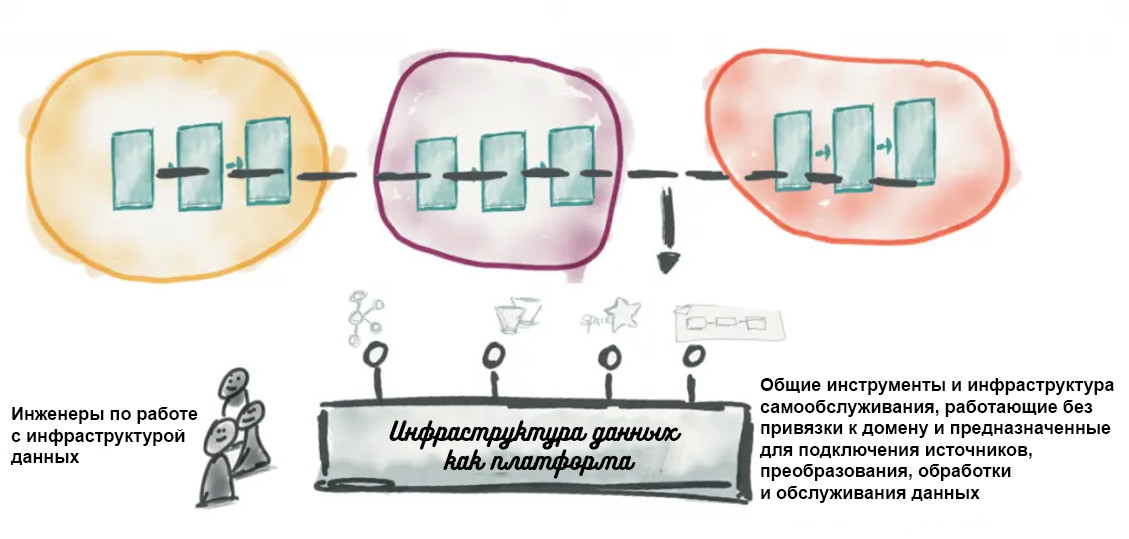 Инженеры по работе
с инфраструктурой
данных
Инфраструктура данных
как платформа
Общие инструменты и инфраструктура
самообслуживания, работающие без
привязки к домену и предназначенные
для подключения источников,
преобразования, обработки
и обслуживания данных